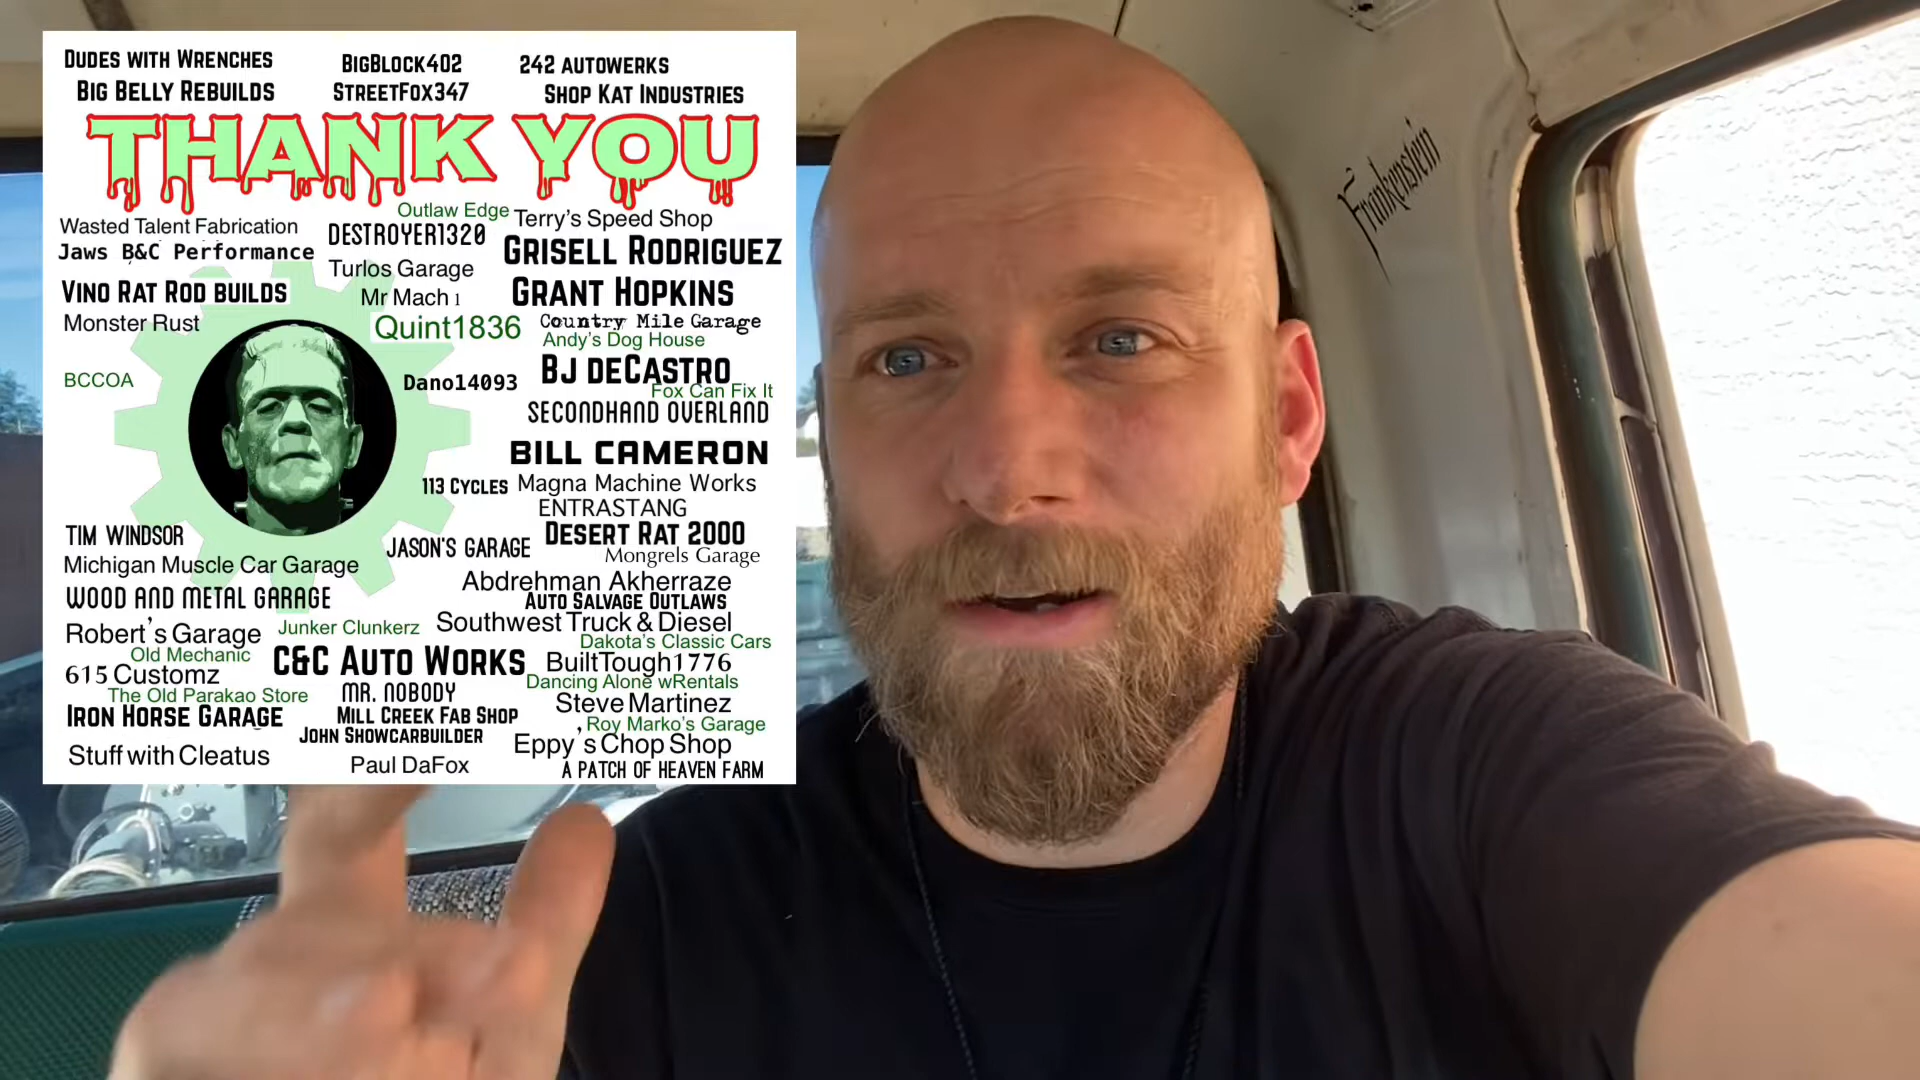 DUDES WITH WRENCHES
BIGBLOCK402
242 AUTOWERKS
BIG BELLY REBUILDS
STREETFOX347
SHOP KAT INDUSTRIES
THANK YOU
Outlaw Edge
Terry's Speed Shop
Wasted Talent Fabrication
DESTROYER1320
Jaws B&C Performance
GRISELL RODRIGUEZ
Turlos Garage
VINO RAT ROD BUILDS
Mr Mach 1
GRANT HOPKINS
Monster Rust
Quint1836
Country Mile Garage
Andy's Dog House
BCCOA
Dano14093
BJ DECASTRO
Fox Can Fix It
SECONDHAND OVERLAND
BILL CAMERON
113 CYCLES
Magna Machine Works
ENTRASTANG
TIM WINDSOR
JASON'S GARAGE
DESERT RAT 2000
Mongrels Garage
Michigan Muscle Car Garage
Abdrehman Akherraze
WOOD AND METAL GARAGE
AUTO SALVAGE OUTLAWS
Robert's Garage
Junker Clunkerz
Southwest Truck & Diesel
Dakota's Classic Cars
Old Mechanic
C&C AUTO WORKS
BuiltTough1776
615 Customz
Dancing Alone wRentals
The Old Parakao Store
MR. NOBODY
Steve Martinez
IRON HORSE GARAGE
MILL CREEK FAB SHOP
Roy Marko's Garage
JOHN SHOWCARBUILDER
Eppy's Chop Shop
Stuff with Cleatus
Paul DaFox
A PATCH OF HEAVEN FARM
Frankenstein